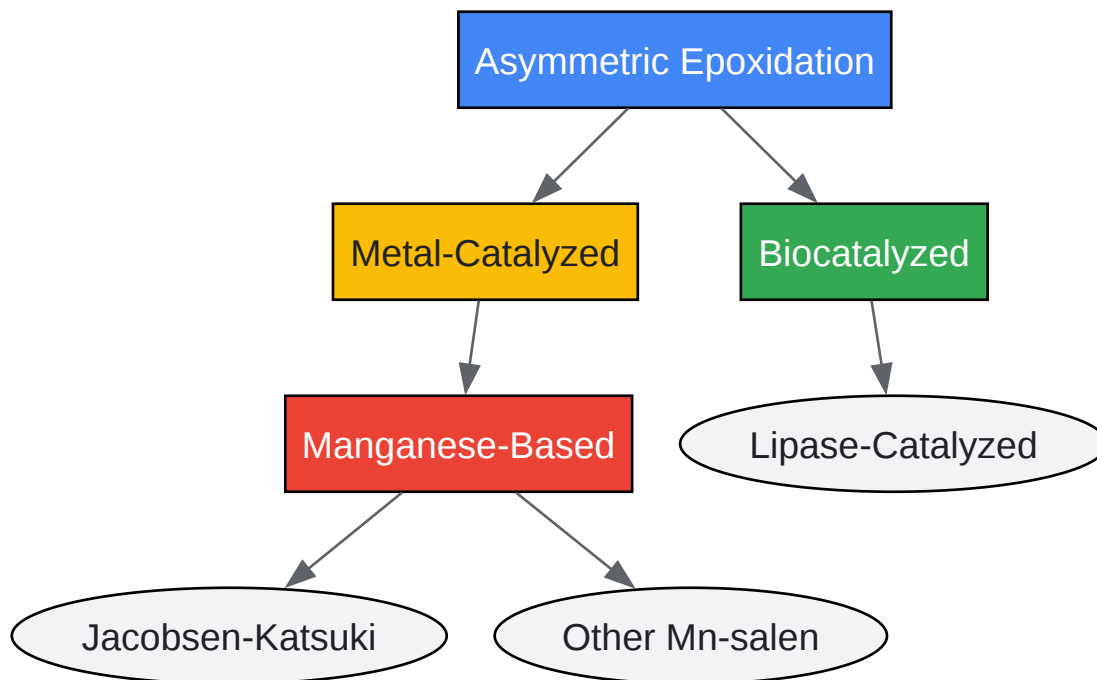 Asymmetric Epoxidation
Metal-Catalyzed
Biocatalyzed
Manganese-Based
Lipase-Catalyzed
Jacobsen-Katsuki
Other Mn-salen